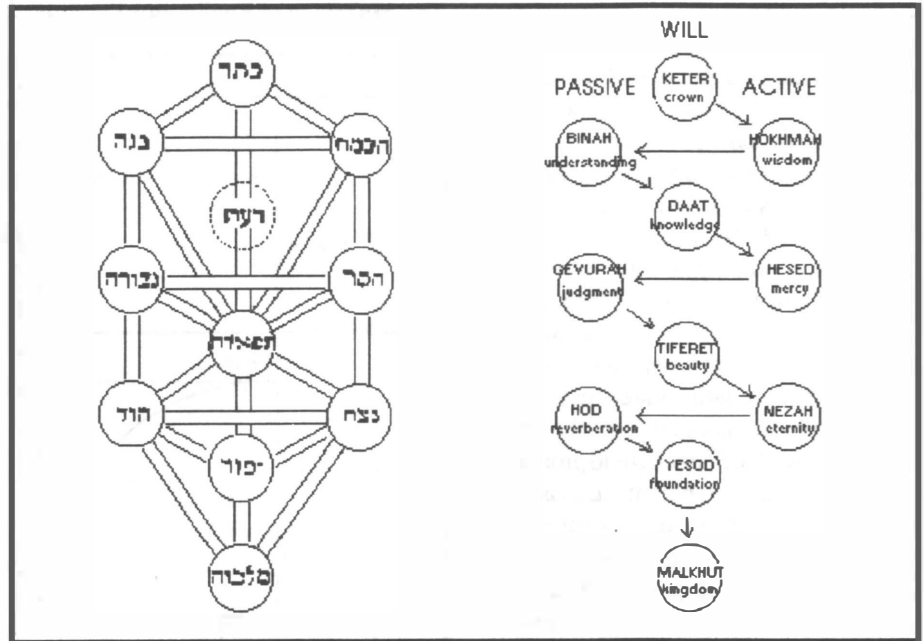 כתר
בנה
חכמה
דעת
גבורה
חסד
תפארת
הוד
נצח
יסוד
מלכות
WILL
PASSIVE
ACTIVE
KETER
crown
BINAH
understanding
HOKHMAH
wisdom
DAAT
knowledge
GEVURAH
judgment
HESED
mercy
TIFERET
beauty
HOD
reverberation
NEZAH
eternity
YESOD
foundation
MALKHUT
kingdom